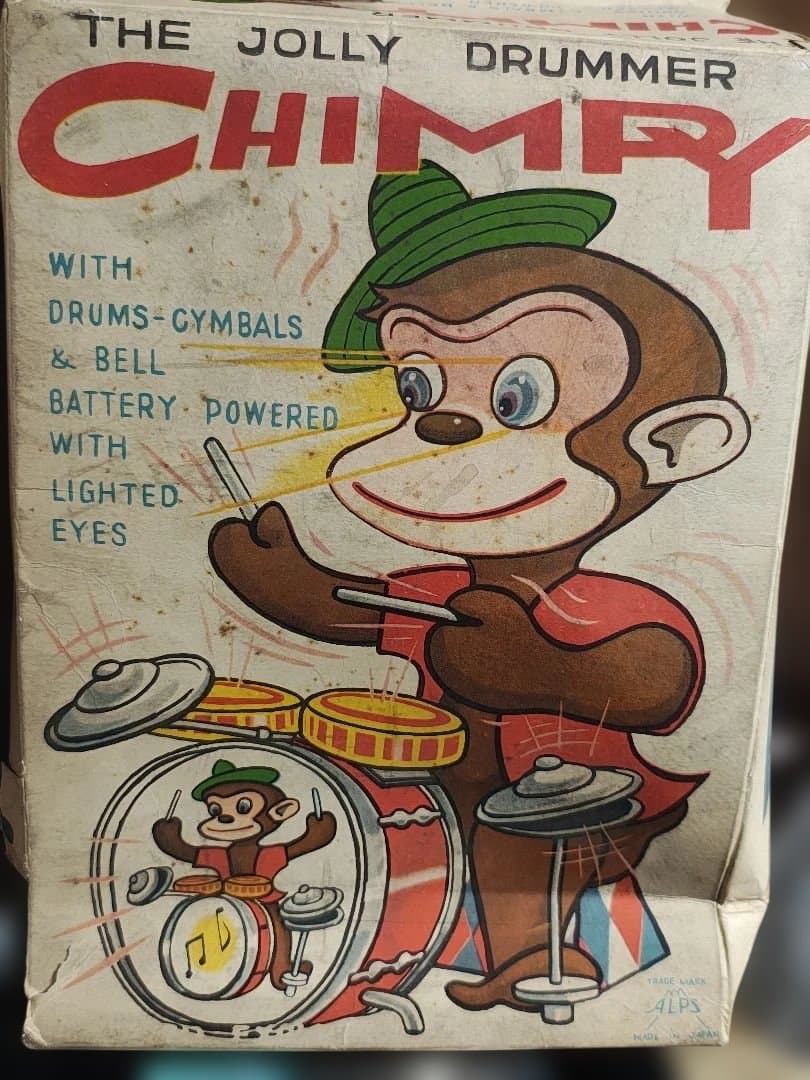 THE JOLLY DRUMMER
CHIMPY
WITH
DRUMS-CYMBALS
& BELL
BATTERY POWERED
WITH
LIGHTED
EYES
TRADE MARK
ALPS
MADE IN JAPAN